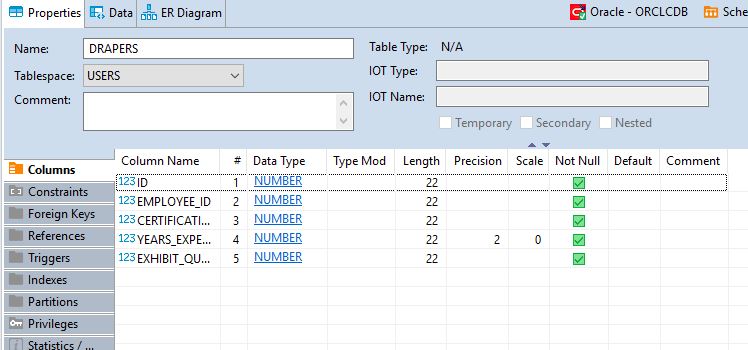 Properties Data ER Diagram Oracle - ORCLCDB Sche
Name: DRAPERS Table Type: N/A
Tablespace: USERS IOT Type:
Comment: IOT Name:
Temporary Secondary Nested
Columns Column Name # Data Type Type Mod Length Precision Scale Not Null Default Comment
Constraints 123 ID 1 NUMBER 22
Foreign Keys 123 EMPLOYEE_ID 2 NUMBER 22
References 123 CERTIFICATI... 3 NUMBER 22
Triggers 123 YEARS_EXPE... 4 NUMBER 22 2 0
Indexes 123 EXHIBIT_QU... 5 NUMBER 22
Partitions
Privileges
Statistics / ...